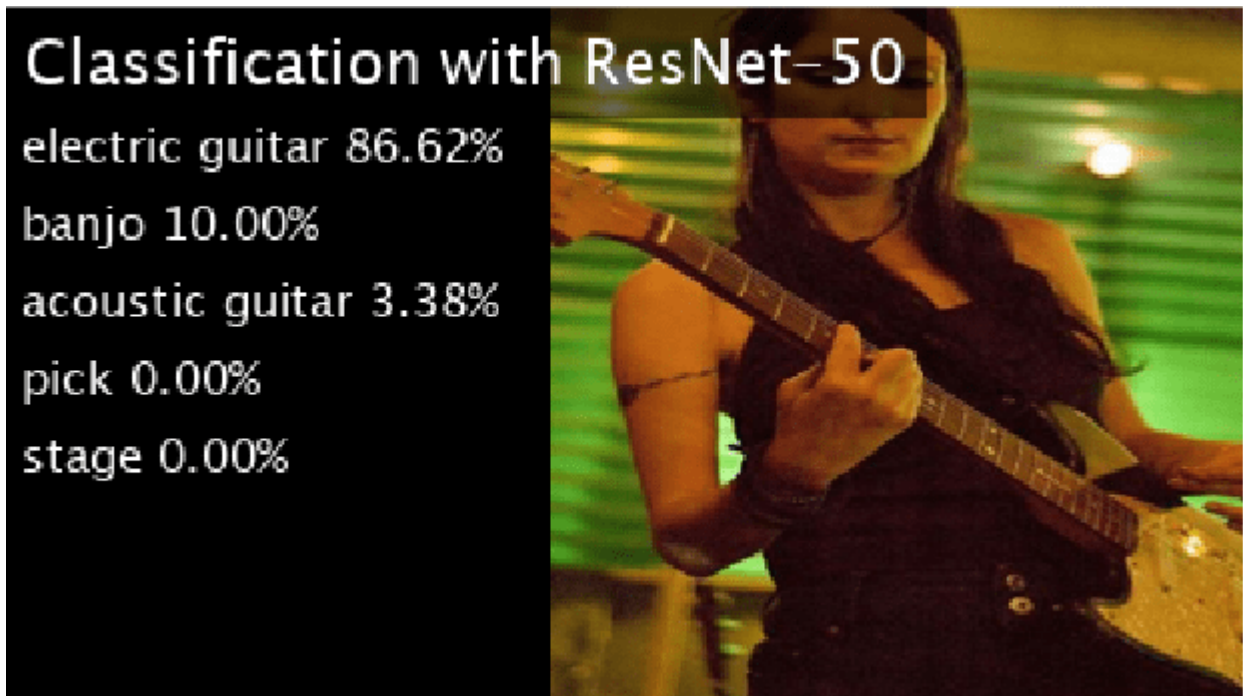 Classification with ResNet-50
electric guitar 86.62%
banjo 10.00%
acoustic guitar 3.38%
pick 0.00%
stage 0.00%